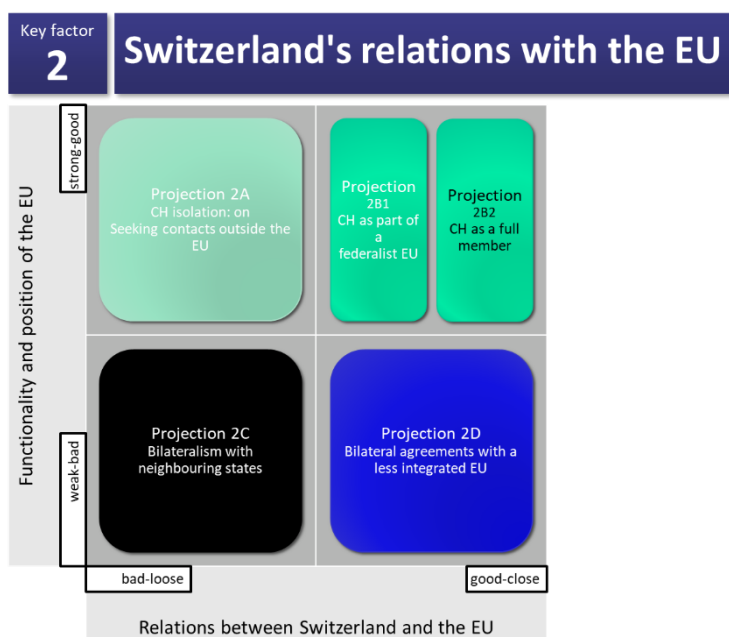 Key factor
2
Switzerland's relations with the EU
strong-good
Functionality and position of the EU
weak-bad
Projection 2A
CH isolation: on
Seeking contacts outside the
EU
Projection
2B1
CH as part of
a
federalist EU
Projection
2B2
CH as a full
member
Projection 2C
Bilateralism with
neighbouring states
Projection 2D
Bilateral agreements with a
less integrated EU
bad-loose
good-close
Relations between Switzerland and the EU